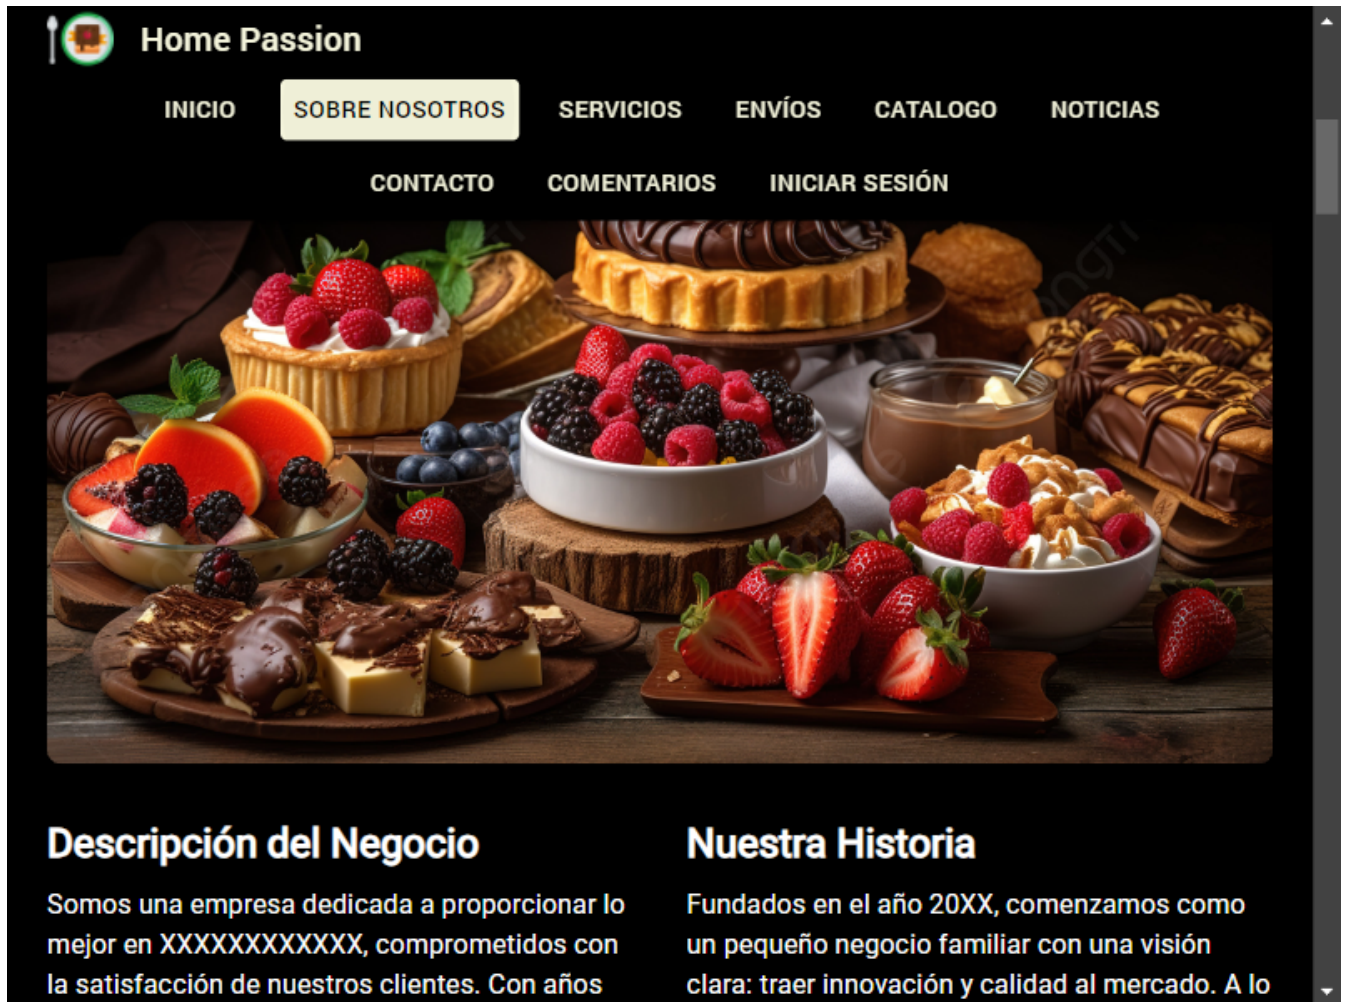 Home Passion
INICIO SOBRE NOSOTROS SERVICIOS ENVÍOS CATALOGO NOTICIAS
CONTACTO COMENTARIOS INICIAR SESIÓN
Descripción del Negocio
Somos una empresa dedicada a proporcionar lo
mejor en XXXXXXXXXXXX, comprometidos con
la satisfacción de nuestros clientes. Con años
Nuestra Historia
Fundados en el año 20XX, comenzamos como
un pequeño negocio familiar con una visión
clara: traer innovación y calidad al mercado. A lo